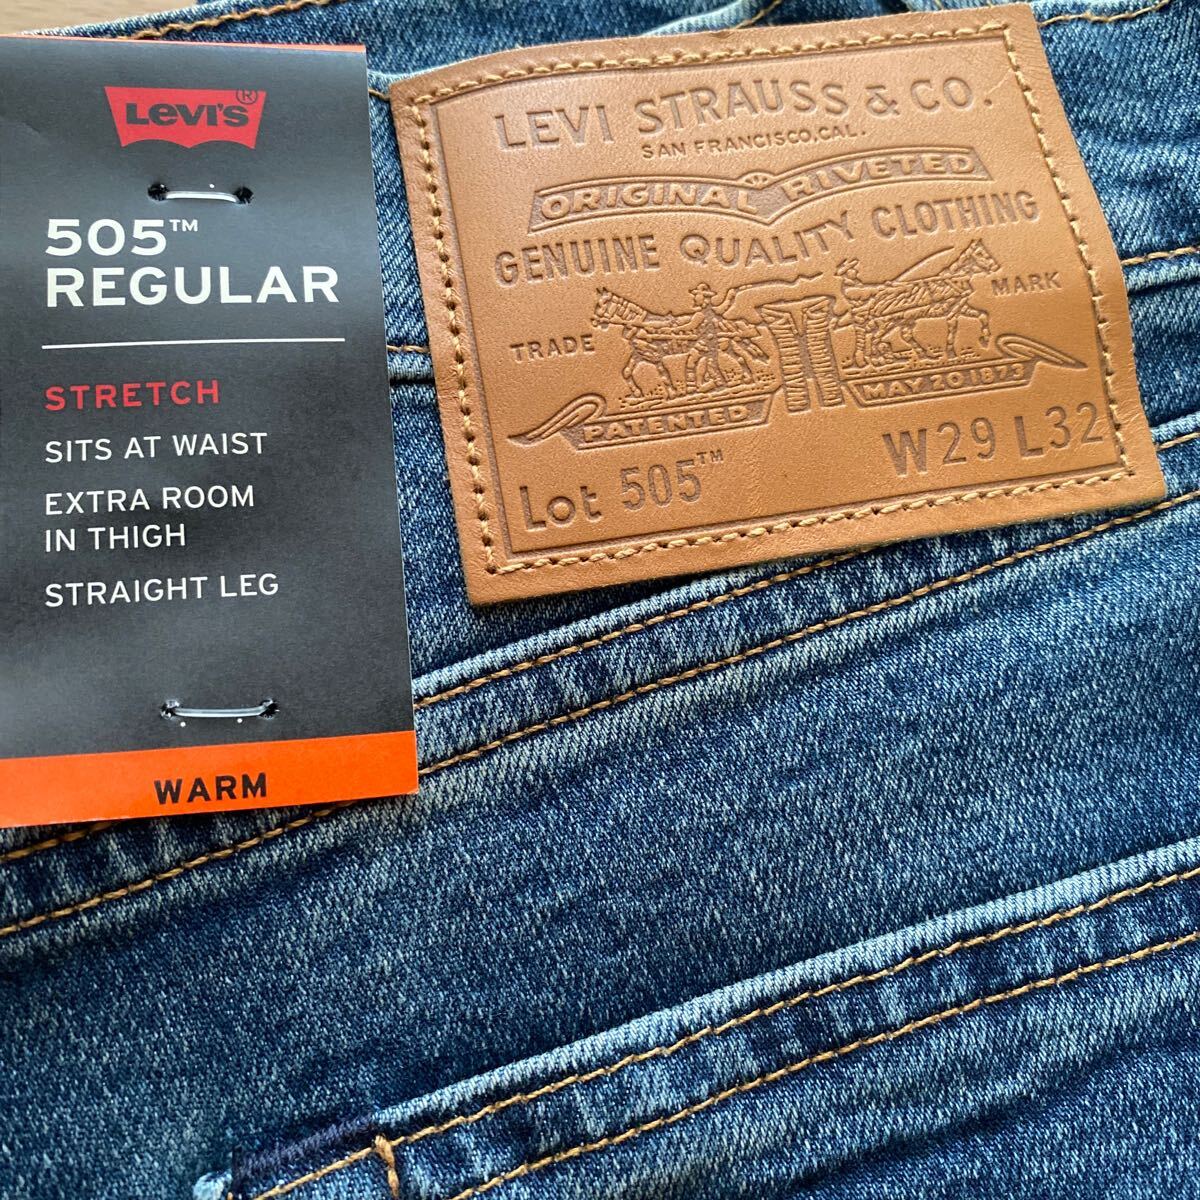 Levi's®
505™
REGULAR
STRETCH
SITS AT WAIST
EXTRA ROOM
IN THIGH
STRAIGHT LEG
WARM
LEVI STRAUSS & CO.
SAN FRANCISCO, CAL.
ORIGINAL RIVETED
GENUINE QUALITY CLOTHING
TRADE MARK
PATENTED MAY 20 1873
Lot 505™ W29 L32